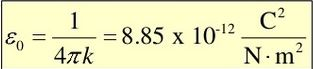 ε₀ = 1/(4πk) = 8.85 x 10⁻¹² C²/(N · m²)